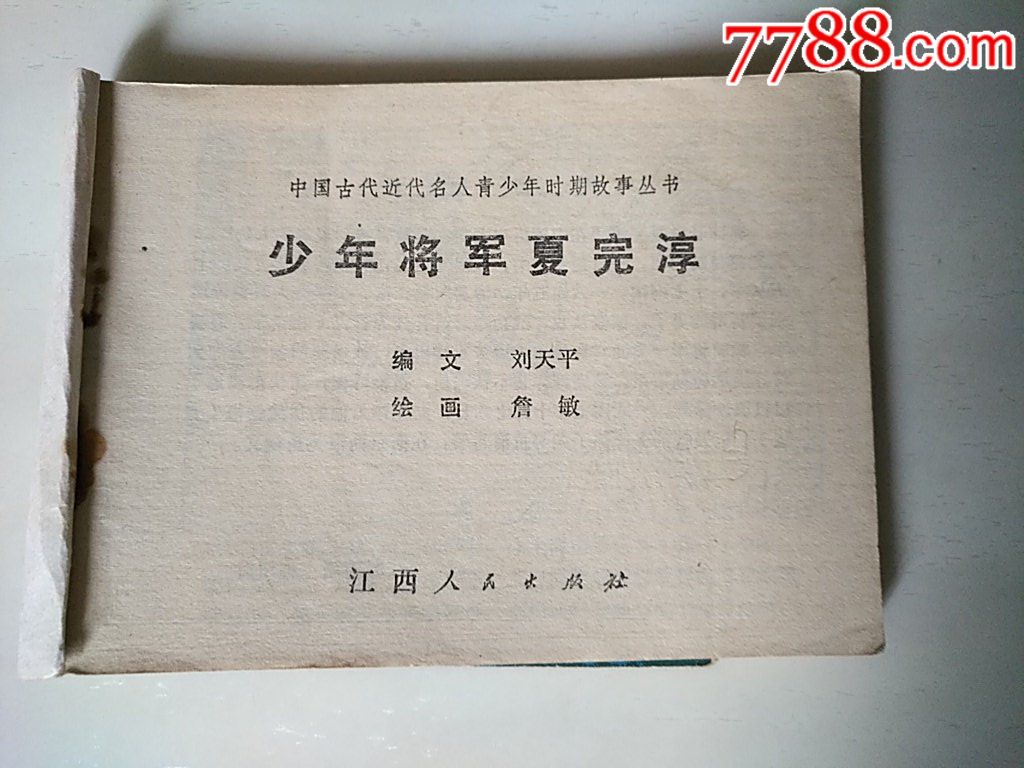 7788.com
中国古代近代名人青少年时期故事丛书
少年将军夏完淳
编文 刘天平
绘画 詹敏
江西人民出版社